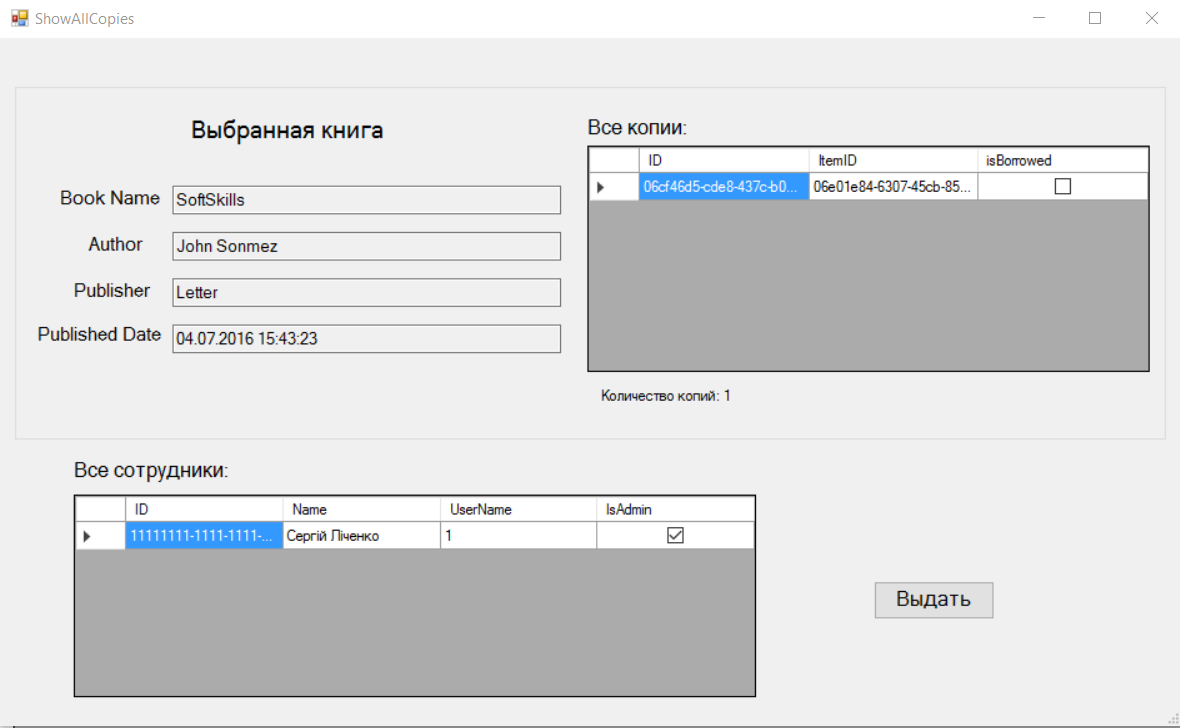 ShowAllCopies
Выбранная книга
Book Name SoftSkills
Author John Sonmez
Publisher Letter
Published Date 04.07.2016 15:43:23
Все копии:
ID ItemID isBorrowed
06cf46d5-cde8-437c-b0... 06e01e84-6307-45cb-85...
Количество копий: 1
Все сотрудники:
ID Name UserName IsAdmin
11111111-1111-1111-... Сергій Ліченко 1
Выдать